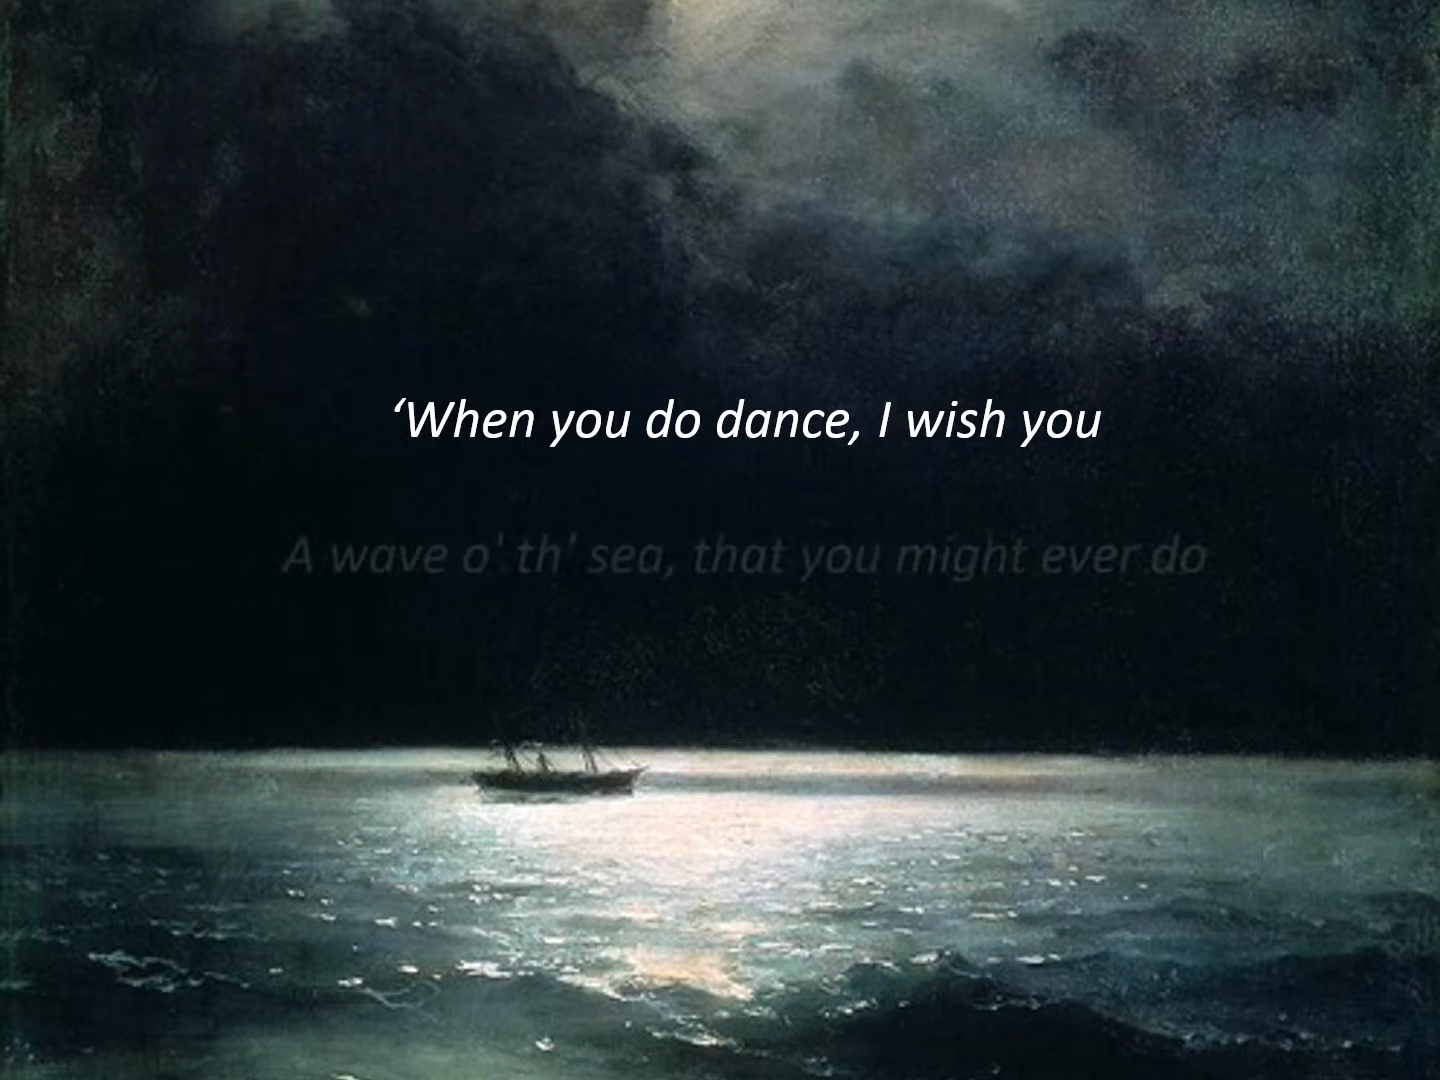 ‘When you do dance, I wish you
A wave o' th' sea, that you might ever do